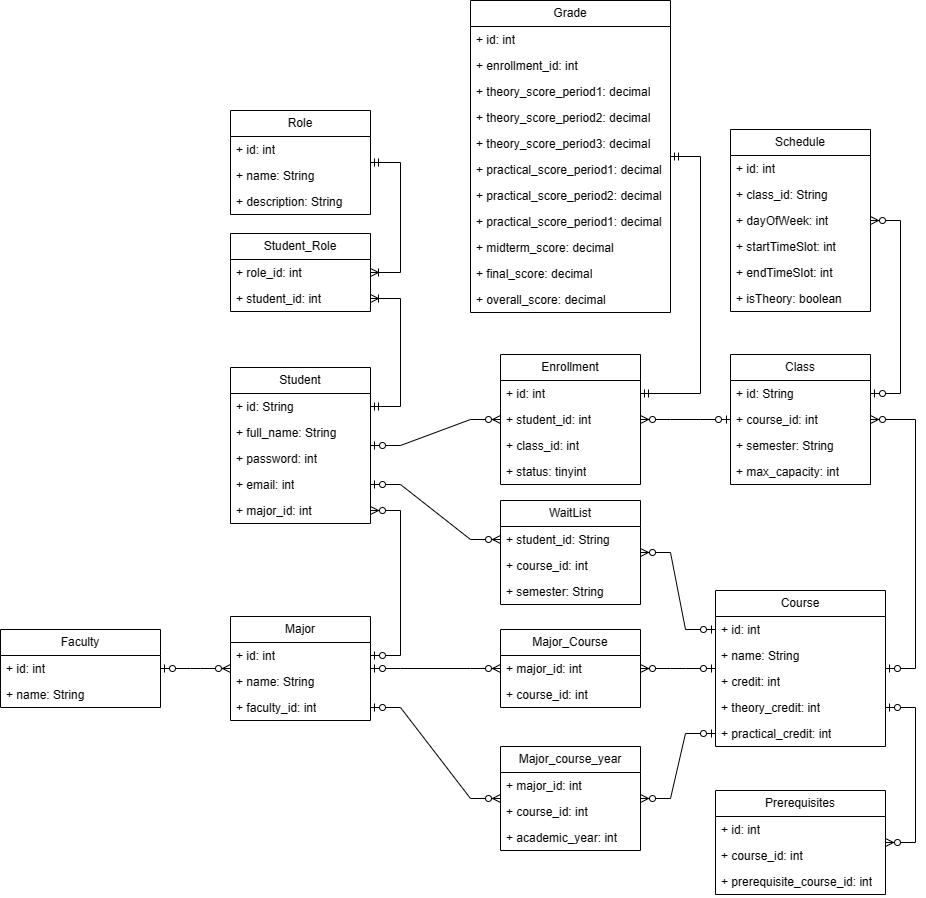 Grade
+ id: int
+ enrollment_id: int
+ theory_score_period1: decimal
+ theory_score_period2: decimal
+ theory_score_period3: decimal
+ practical_score_period1: decimal
+ practical_score_period2: decimal
+ practical_score_period1: decimal
+ midterm_score: decimal
+ final_score: decimal
+ overall_score: decimal
Role
+ id: int
+ name: String
+ description: String
Schedule
+ id: int
+ class_id: String
+ dayOfWeek: int
+ startTimeSlot: int
+ endTimeSlot: int
+ isTheory: boolean
Student_Role
+ role_id: int
+ student_id: int
Student
+ id: String
+ full_name: String
+ password: int
+ email: int
+ major_id: int
Enrollment
+ id: int
+ student_id: int
+ class_id: int
+ status: tinyint
Class
+ id: String
+ course_id: int
+ semester: String
+ max_capacity: int
WaitList
+ student_id: String
+ course_id: int
+ semester: String
Faculty
+ id: int
+ name: String
Major
+ id: int
+ name: String
+ faculty_id: int
Major_Course
+ major_id: int
+ course_id: int
Course
+ id: int
+ name: String
+ credit: int
+ theory_credit: int
+ practical_credit: int
Major_course_year
+ major_id: int
+ course_id: int
+ academic_year: int
Prerequisites
+ id: int
+ course_id: int
+ prerequisite_course_id: int